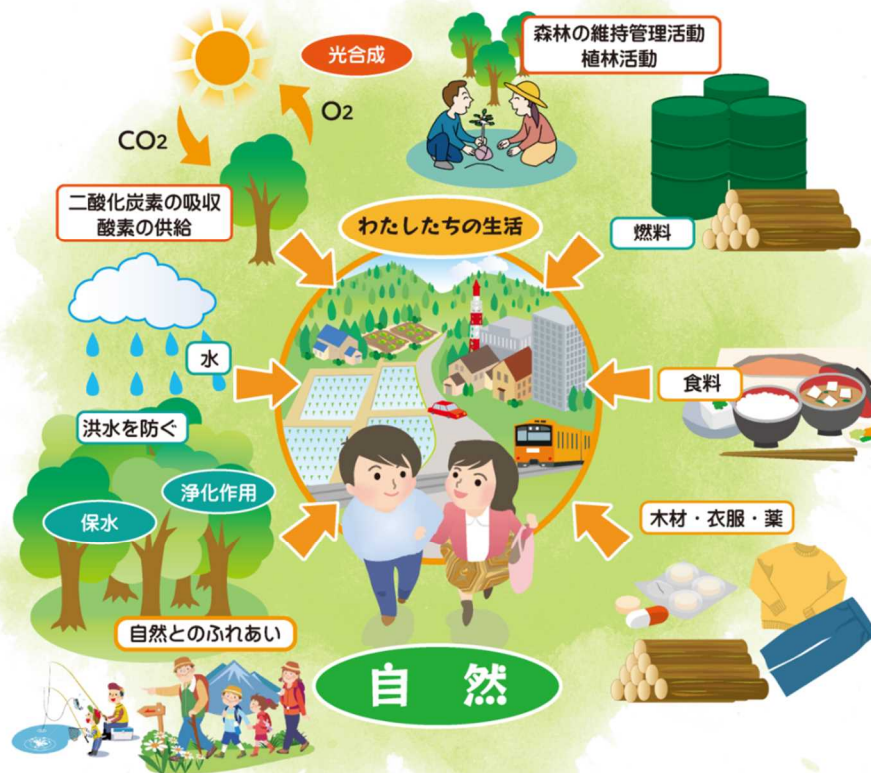 光合成
森林の維持管理活動
植林活動
CO2
O2
二酸化炭素の吸収
酸素の供給
わたしたちの生活
燃料
水
食料
洪水を防ぐ
浄化作用
保水
木材・衣服・薬
自然とのふれあい
自然